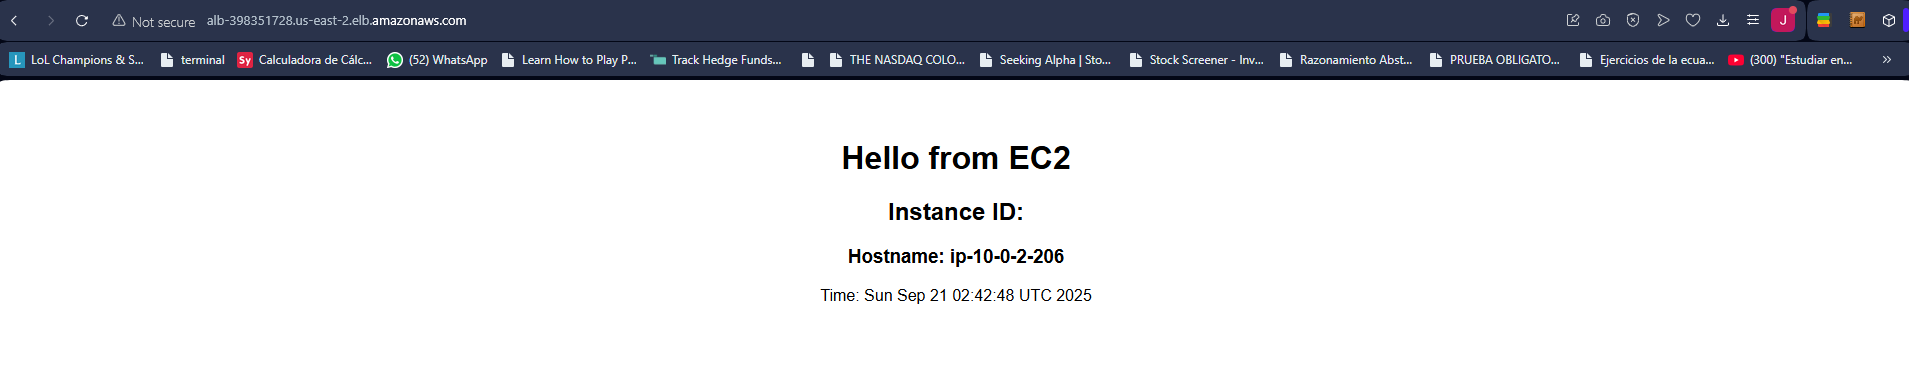 Not secure alb-398351728.us-east-2.elb.amazonaws.com J
L LoL Champions & S... terminal Sy Calculadora de Cálc... (52) WhatsApp Learn How to Play P... Track Hedge Funds... THE NASDAQ COLO... Seeking Alpha | Sto... Stock Screener - Inv... Razonamiento Abst... PRUEBA OBLIGATO... Ejercicios de la ecua... (300) "Estudiar en... »
Hello from EC2
Instance ID:
Hostname: ip-10-0-2-206
Time: Sun Sep 21 02:42:48 UTC 2025